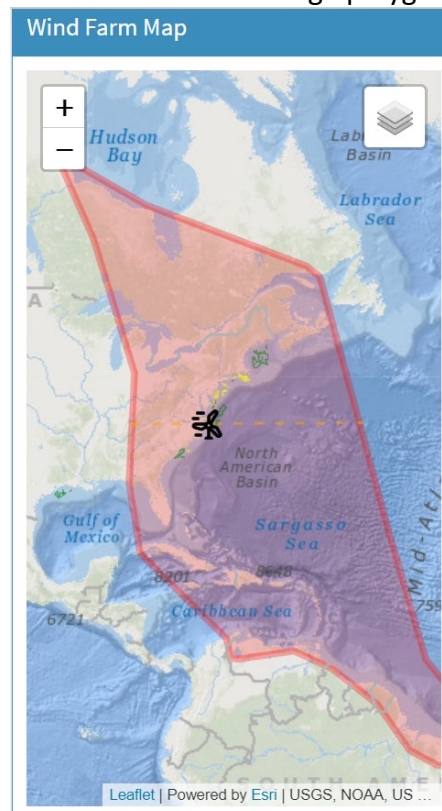 Wind Farm Map
+
−
Hudson
Bay
Basin
Labrador
Sea
A
North
American
Basin
Gulf of
Mexico
Sargasso
Sea
8201
8648
Caribbean Sea
6721
Leaflet | Powered by Esri | USGS, NOAA, US ...